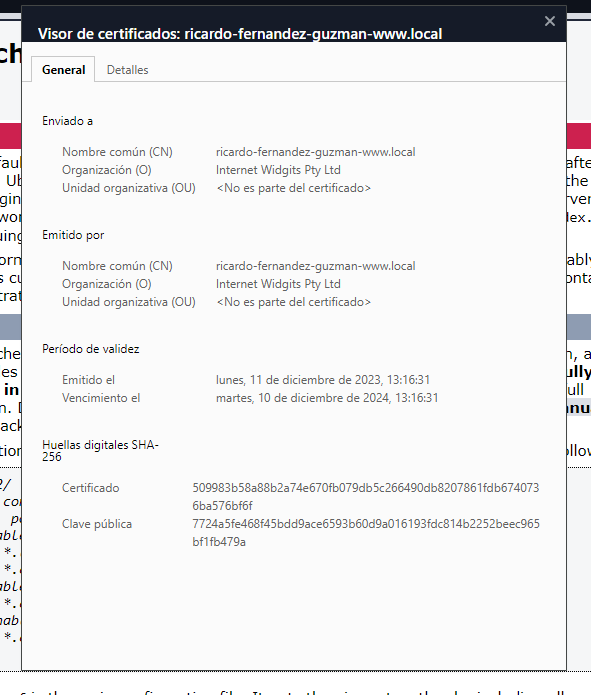 Visor de certificados: ricardo-fernandez-guzman-www.local
General Detalles
Enviado a
Nombre común (CN) ricardo-fernandez-guzman-www.local
Organización (O) Internet Widgits Pty Ltd
Unidad organizativa (OU) <No es parte del certificado>
Emitido por
Nombre común (CN) ricardo-fernandez-guzman-www.local
Organización (O) Internet Widgits Pty Ltd
Unidad organizativa (OU) <No es parte del certificado>
Período de validez
Emitido el lunes, 11 de diciembre de 2023, 13:16:31
Vencimiento el martes, 10 de diciembre de 2024, 13:16:31
Huellas digitales SHA-
256
Certificado 509983b58a88b2a74e670fb079db5c266490db8207861fdb674073
6ba576bf6f
Clave pública 7724a5fe468f45bdd9ace6593b60d9a016193fdc814b2252beec965
bf1fb479a